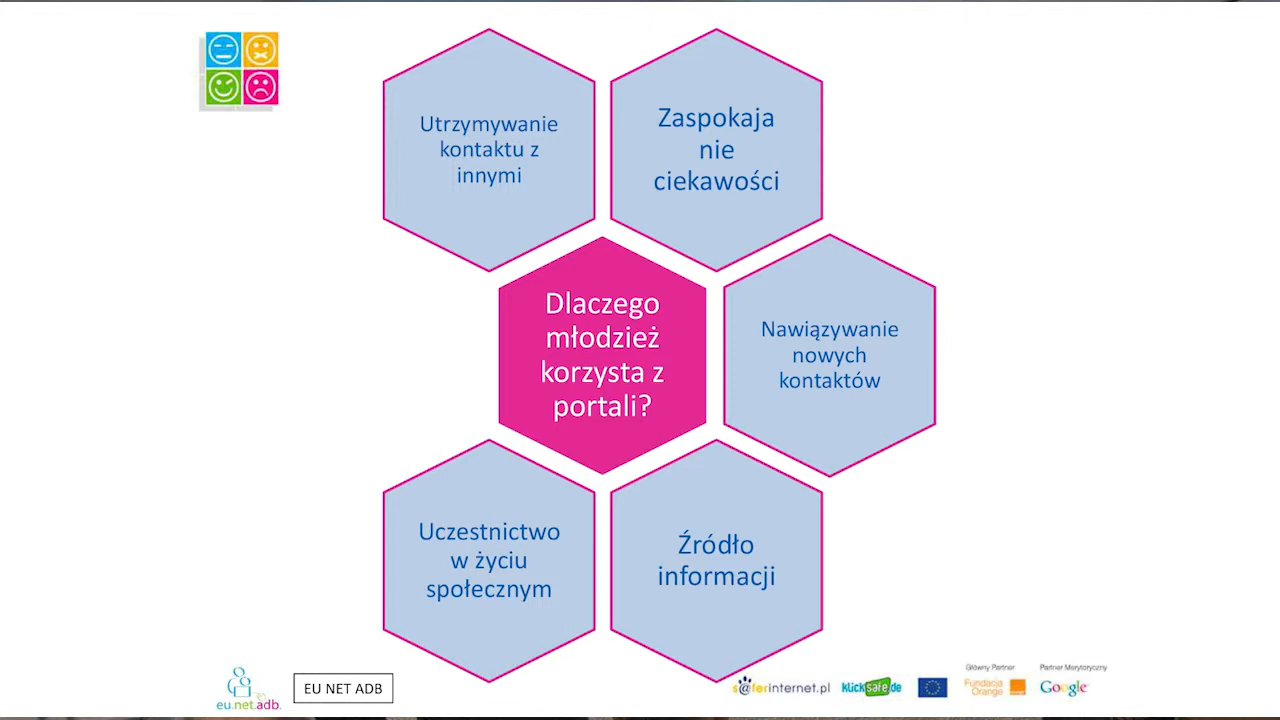 Utrzymywanie
kontaktu z
innymi
Zaspokaja
nie
ciekawości
Dlaczego
młodzież
korzysta z
portali?
Nawiązywanie
nowych
kontaktów
Uczestnictwo
w życiu
społecznym
Źródło
informacji
eu.net.adb.
EU NET ADB
s@ferinternet.pl
klicksafe.de
Główny Partner
Fundacja
Orange
Partner Merytoryczny
Google